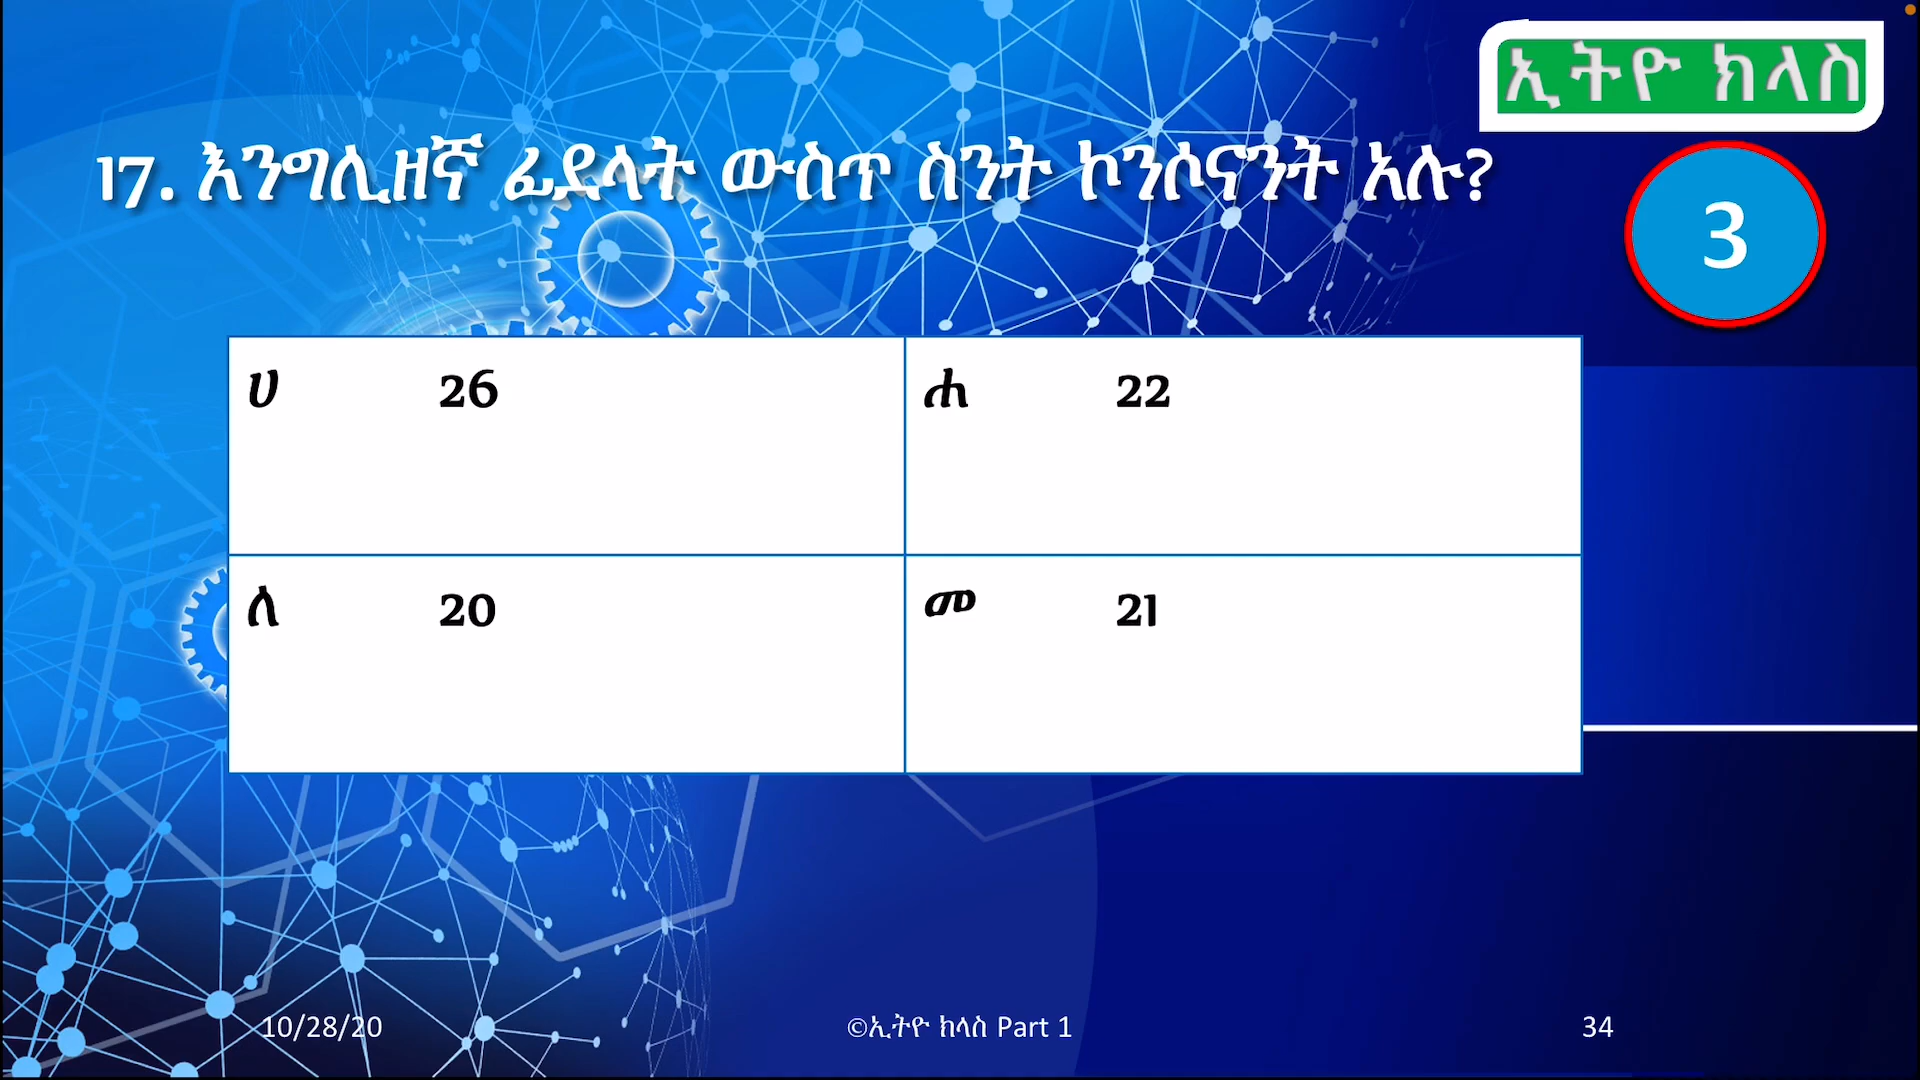 ኢትዮ ክላስ
17. እንግሊዘኛ ፊደላት ውስጥ ስንት ኮንሶናንት አሉ?
3
ሀ 26
ሐ 22
ለ 20
መ 21
10/28/20
©ኢትዮ ክላስ Part 1
34